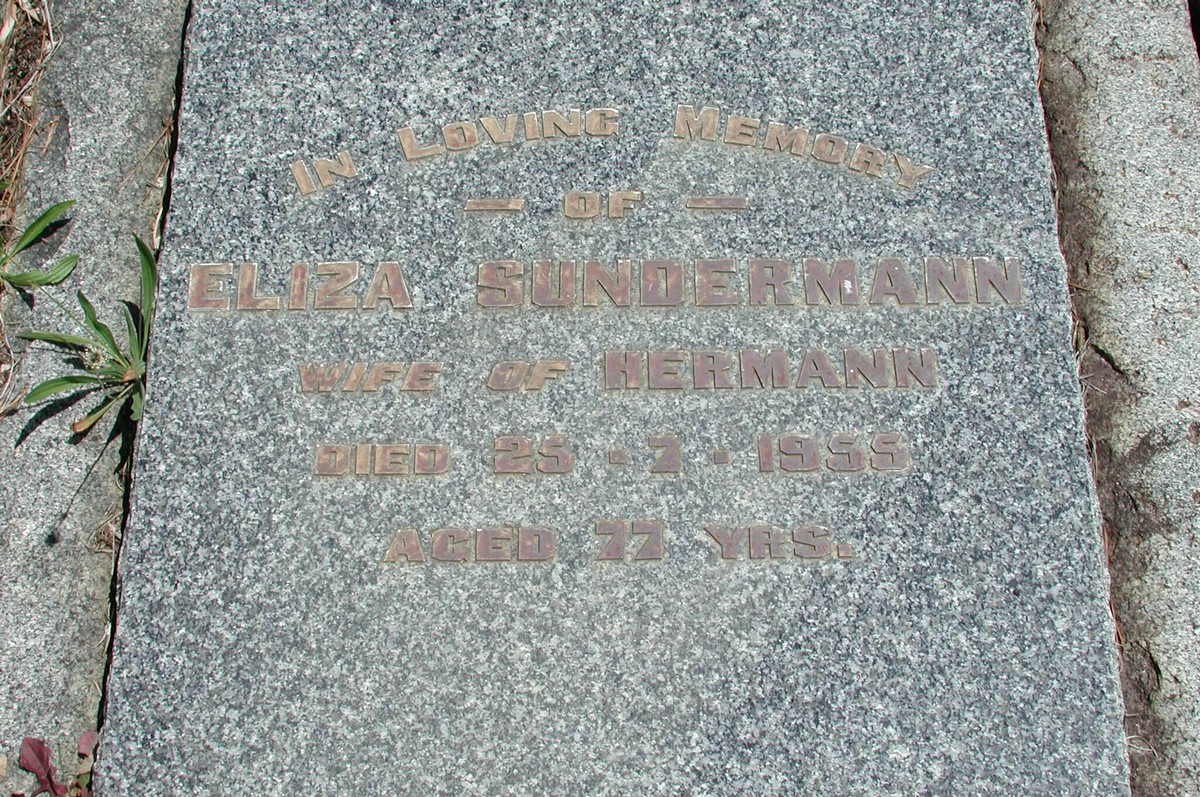 IN LOVING MEMORY
— OF —
ELIZA SUNDERMANN
WIFE OF HERMANN
DIED 25 - 7 - 1955
AGED 77 YRS.